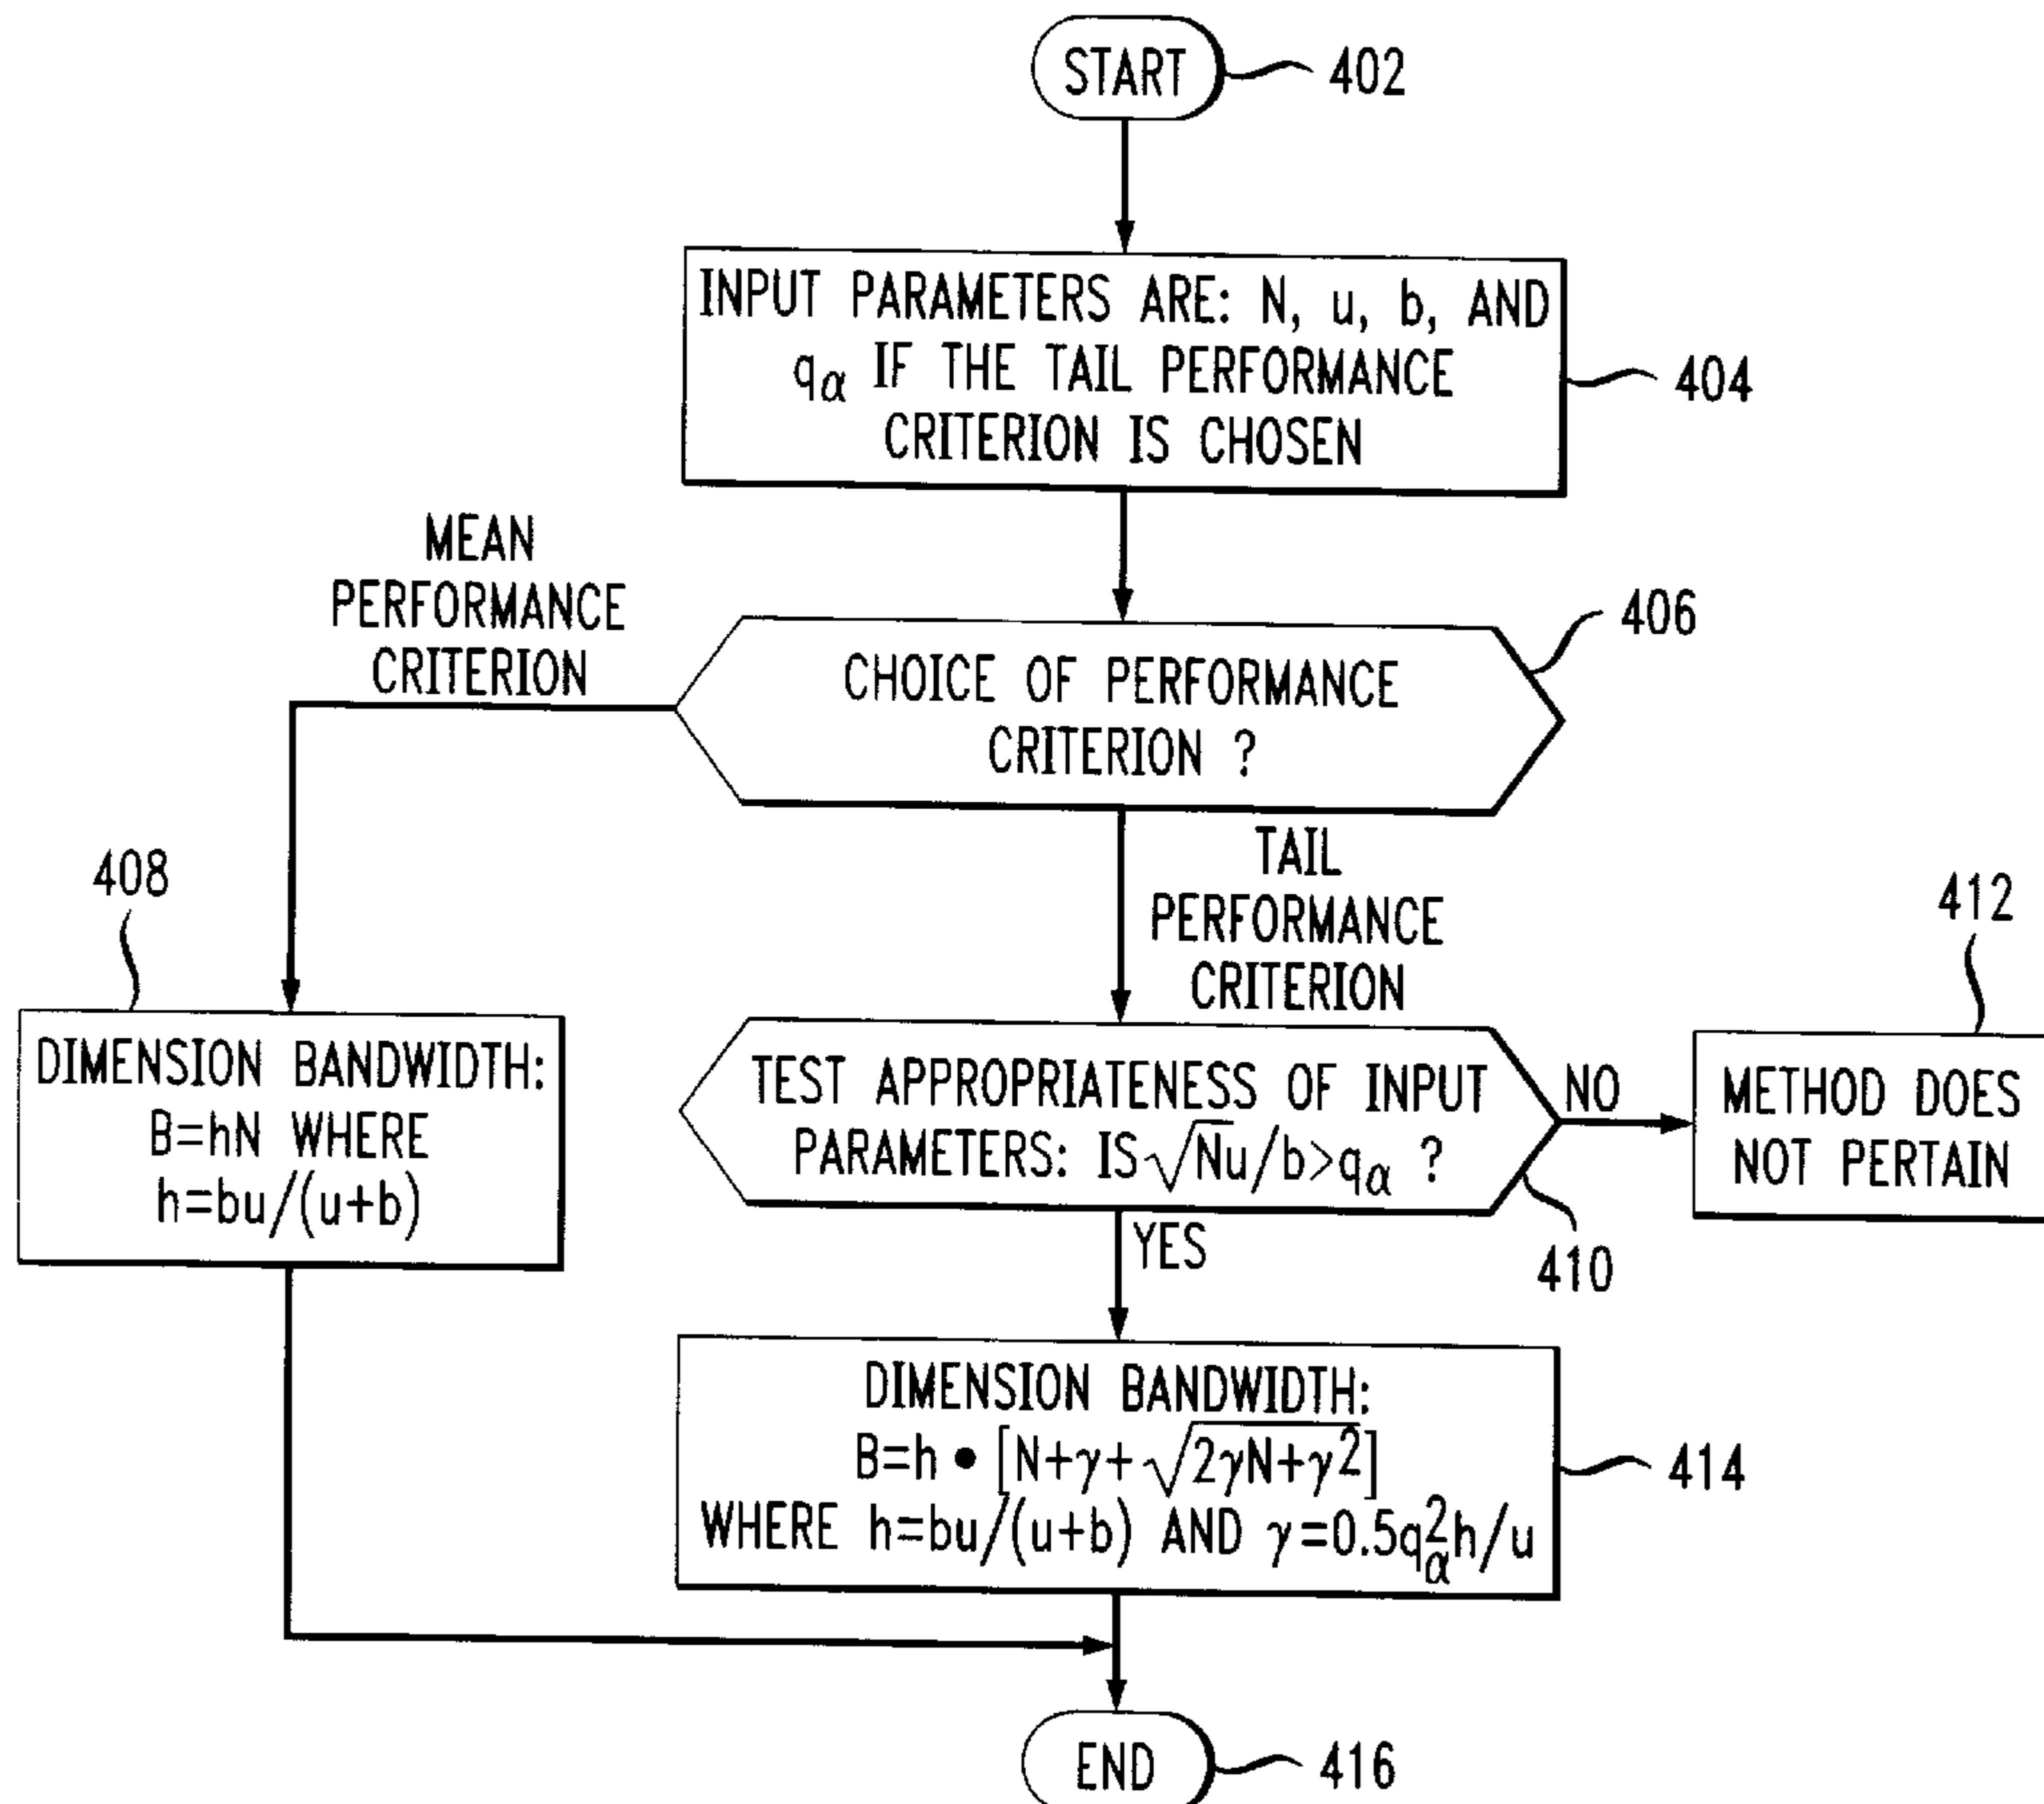 START
402
INPUT PARAMETERS ARE: N, u, b, AND
qα IF THE TAIL PERFORMANCE
CRITERION IS CHOSEN
404
MEAN
PERFORMANCE
CRITERION
406
CHOICE OF PERFORMANCE
CRITERION ?
TAIL
PERFORMANCE
CRITERION
408
DIMENSION BANDWIDTH:
B=hN WHERE
h=bu/(u+b)
TEST APPROPRIATENESS OF INPUT
PARAMETERS: IS √Nu/b>qα ?
410
NO
412
METHOD DOES
NOT PERTAIN
YES
DIMENSION BANDWIDTH:
B=h • [N+γ+√2γN+γ²]
WHERE h=bu/(u+b) AND γ=0.5q²αh/u
414
END
416